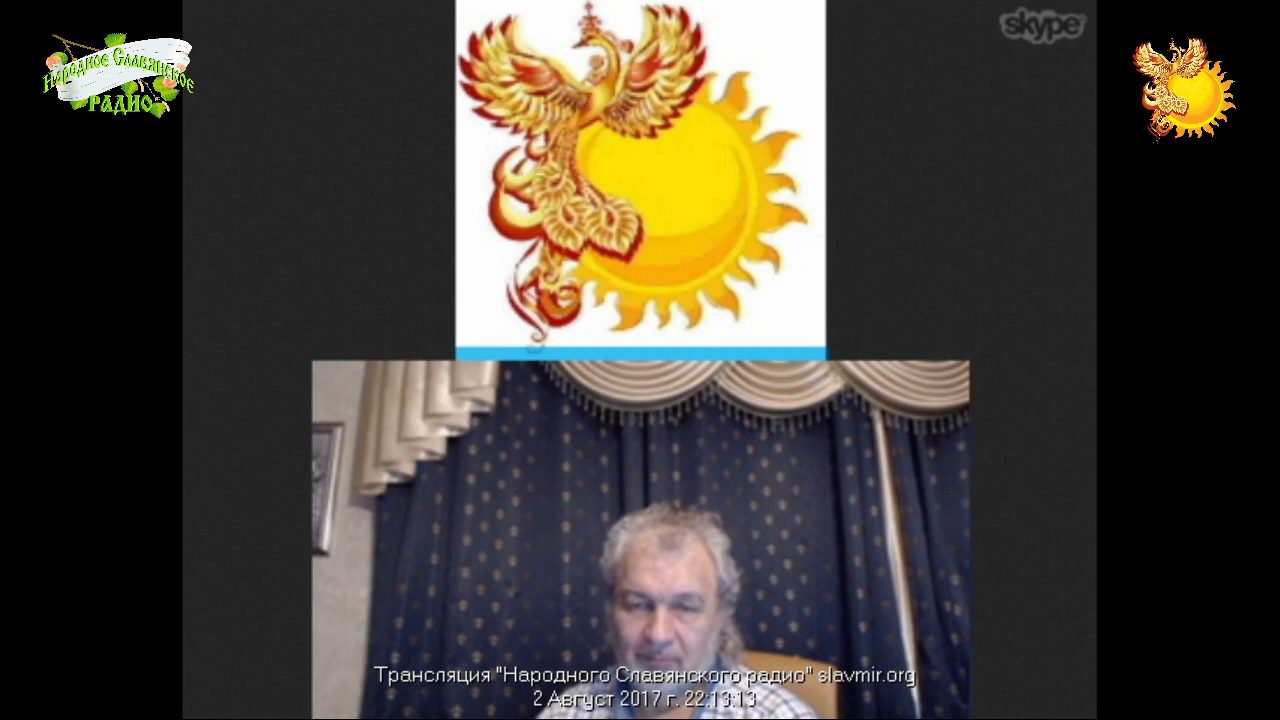 Народное Славянское
РАДИО
skype
Трансляция "Народного Славянского радио" slavmir.org
2 Август 2017 г. 22:13:13